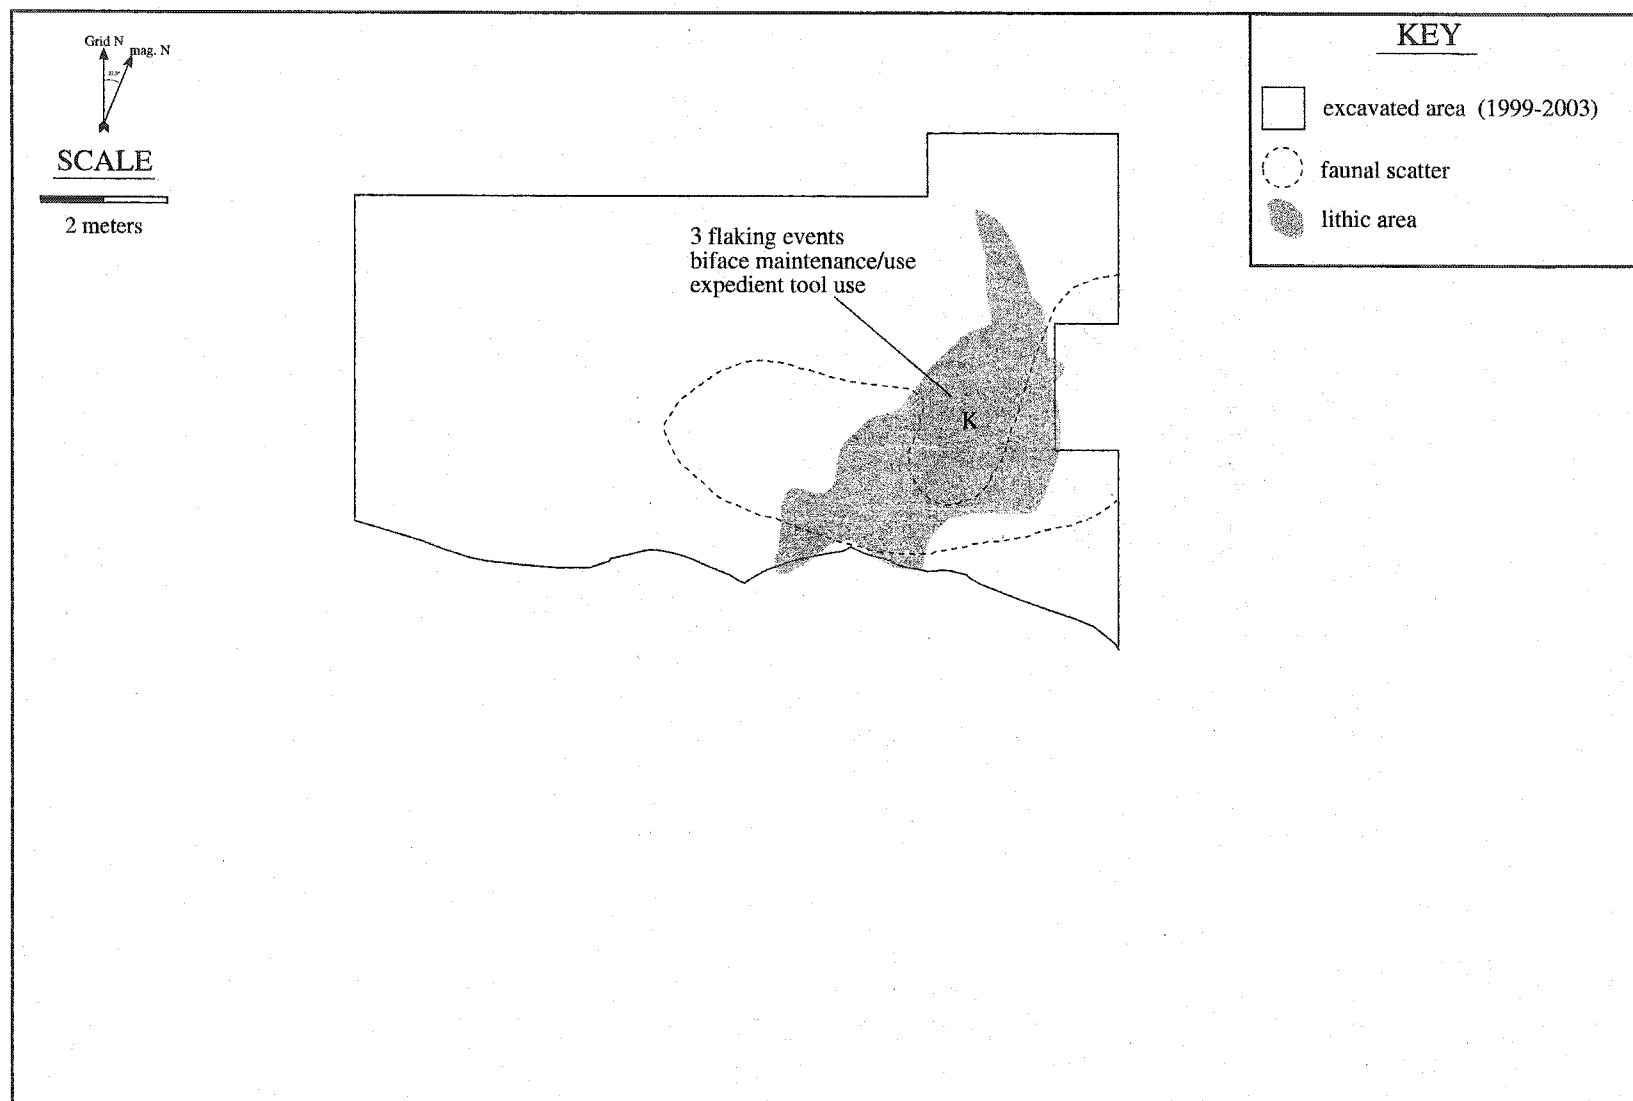 Grid N
mag. N
SCALE
2 meters
KEY
excavated area (1999-2003)
faunal scatter
lithic area
3 flaking events
biface maintenance/use
expedient tool use
K